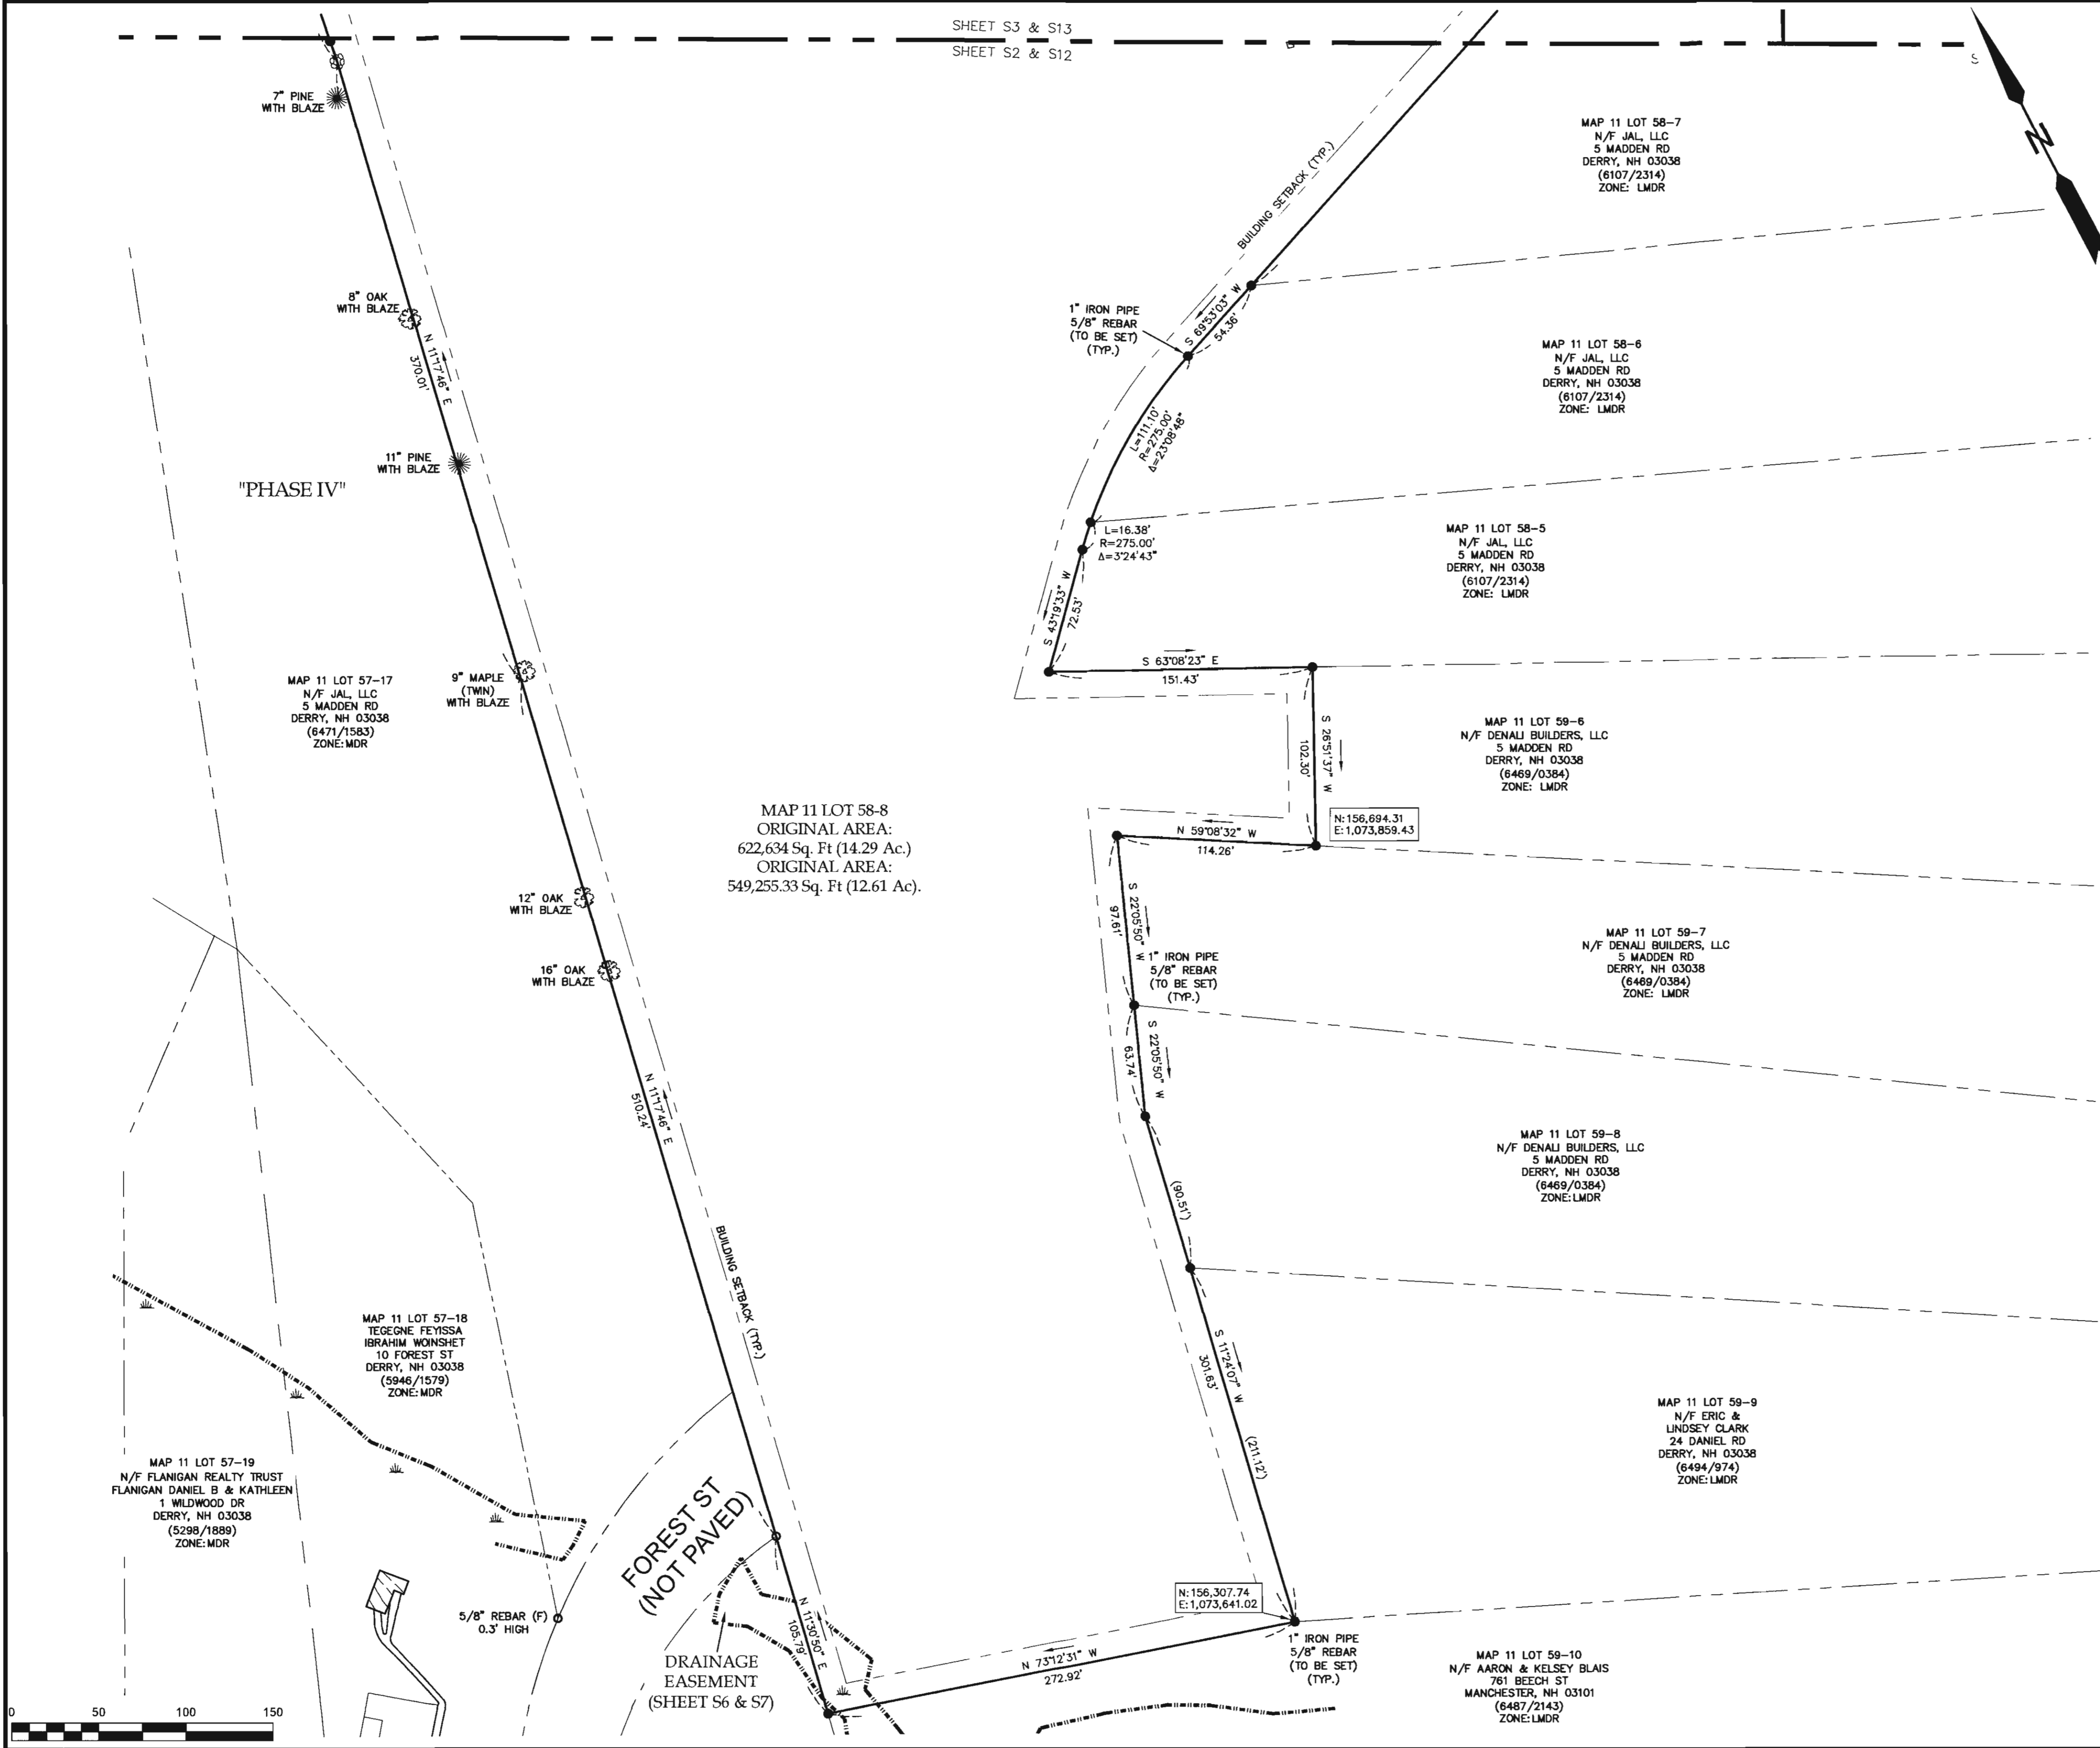 SHEET S3 & S13
SHEET S2 & S12
7" PINE
WITH BLAZE
8" OAK
WITH BLAZE
N 11°17'46" E
370.01'
11" PINE
WITH BLAZE
"PHASE IV"
MAP 11 LOT 57-17
N/F JAL, LLC
5 MADDEN RD
DERRY, NH 03038
(6471/1583)
ZONE: MDR
9" MAPLE
(TWIN)
WITH BLAZE
12" OAK
WITH BLAZE
16" OAK
WITH BLAZE
N 11°17'46" E
510.24'
BUILDING SETBACK (TYP.)
MAP 11 LOT 58-8
ORIGINAL AREA:
622,634 Sq. Ft (14.29 Ac.)
ORIGINAL AREA:
549,255.33 Sq. Ft (12.61 Ac).
BUILDING SETBACK (TYP.)
1" IRON PIPE
5/8" REBAR
(TO BE SET)
(TYP.)
S 69°53'03" W
54.36'
L=111.10'
R=275.00'
Δ=23°08'48"
L=16.38'
R=275.00'
Δ=3°24'43"
S 43°19'33" W
72.53'
S 63°08'23" E
151.43'
S 26°51'37" W
102.30'
N:156,694.31
E:1,073,859.43
N 59°08'32" W
114.26'
S 22°05'50" W
97.61'
1" IRON PIPE
5/8" REBAR
(TO BE SET)
(TYP.)
S 22°05'50" W
63.74'
(90.51')
S 11°24'07" W
301.63'
(211.12')
N:156,307.74
E:1,073,641.02
1" IRON PIPE
5/8" REBAR
(TO BE SET)
(TYP.)
N 73°12'31" W
272.92'
N 11°30'50" E
105.79'
FOREST ST
(NOT PAVED)
DRAINAGE
EASEMENT
(SHEET S6 & S7)
5/8" REBAR (F)
0.3' HIGH
MAP 11 LOT 57-18
TEGEGNE FEYISSA
IBRAHIM WOINSHET
10 FOREST ST
DERRY, NH 03038
(5946/1579)
ZONE: MDR
MAP 11 LOT 57-19
N/F FLANIGAN REALTY TRUST
FLANIGAN DANIEL B & KATHLEEN
1 WILDWOOD DR
DERRY, NH 03038
(5298/1889)
ZONE: MDR
0 50 100 150
N
S
MAP 11 LOT 58-7
N/F JAL, LLC
5 MADDEN RD
DERRY, NH 03038
(6107/2314)
ZONE: LMDR
MAP 11 LOT 58-6
N/F JAL, LLC
5 MADDEN RD
DERRY, NH 03038
(6107/2314)
ZONE: LMDR
MAP 11 LOT 58-5
N/F JAL, LLC
5 MADDEN RD
DERRY, NH 03038
(6107/2314)
ZONE: LMDR
MAP 11 LOT 59-6
N/F DENALI BUILDERS, LLC
5 MADDEN RD
DERRY, NH 03038
(6469/0384)
ZONE: LMDR
MAP 11 LOT 59-7
N/F DENALI BUILDERS, LLC
5 MADDEN RD
DERRY, NH 03038
(6469/0384)
ZONE: LMDR
MAP 11 LOT 59-8
N/F DENALI BUILDERS, LLC
5 MADDEN RD
DERRY, NH 03038
(6469/0384)
ZONE: LMDR
MAP 11 LOT 59-9
N/F ERIC &
LINDSEY CLARK
24 DANIEL RD
DERRY, NH 03038
(6494/974)
ZONE: LMDR
MAP 11 LOT 59-10
N/F AARON & KELSEY BLAIS
761 BEECH ST
MANCHESTER, NH 03101
(6487/2143)
ZONE: LMDR